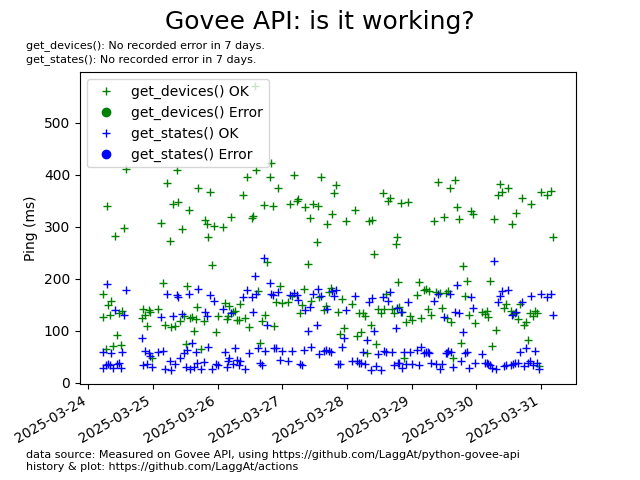 Govee API: is it working?
get_devices(): No recorded error in 7 days.
get_states(): No recorded error in 7 days.
get_devices() OK
get_devices() Error
get_states() OK
get_states() Error
Ping (ms)
500
400
300
200
100
0
2025-03-24
2025-03-25
2025-03-26
2025-03-27
2025-03-28
2025-03-29
2025-03-30
2025-03-31
data source: Measured on Govee API, using https://github.com/LaggAt/python-govee-api
history & plot: https://github.com/LaggAt/actions